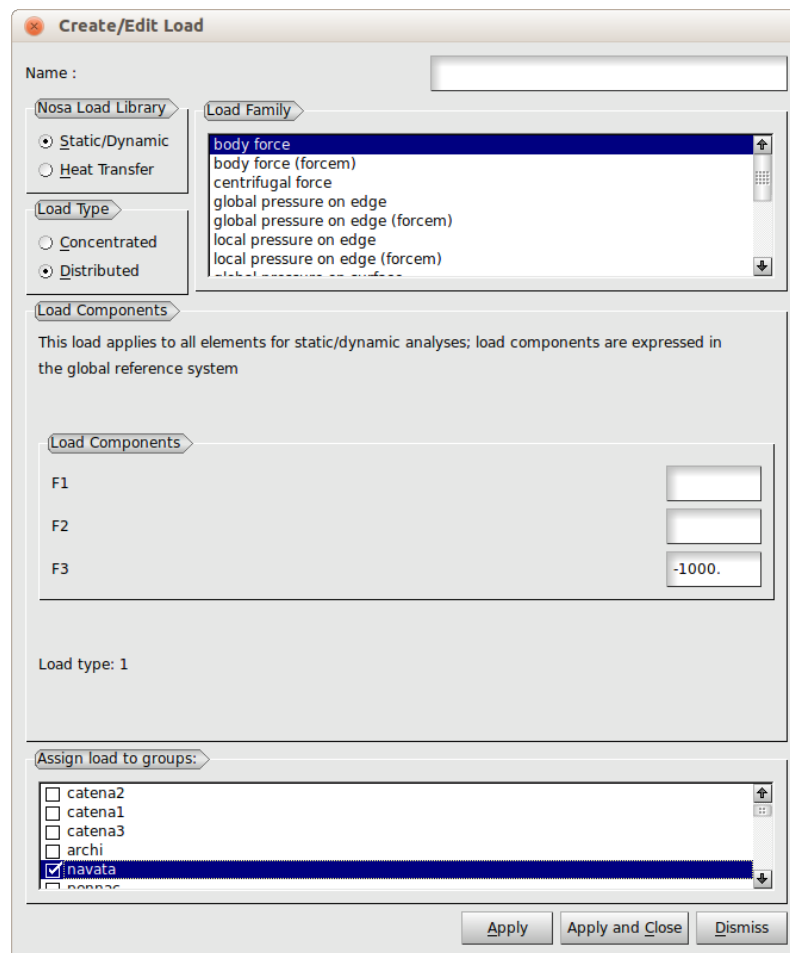 Create/Edit Load
Name :
Nosa Load Library
Static/Dynamic
Heat Transfer
Load Type
Concentrated
Distributed
Load Family
body force
body force (forcem)
centrifugal force
global pressure on edge
global pressure on edge (forcem)
local pressure on edge
local pressure on edge (forcem)
global pressure on surface
Load Components
This load applies to all elements for static/dynamic analyses; load components are expressed in
the global reference system
Load Components
F1
F2
F3
-1000.
Load type: 1
Assign load to groups:
catena2
catena1
catena3
archi
navata
Apply
Apply and Close
Dismiss